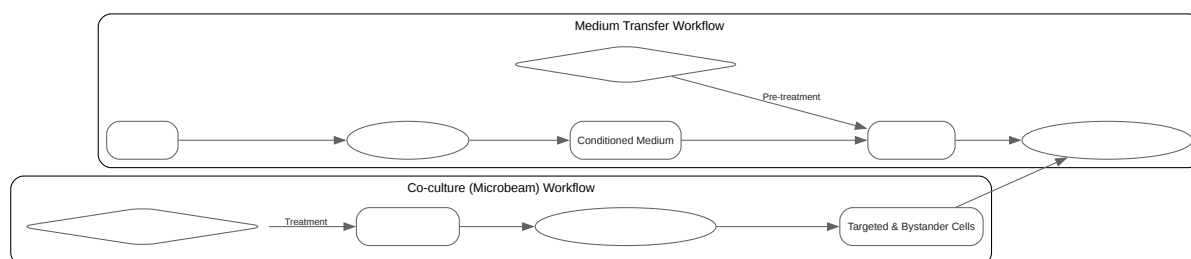 Medium Transfer Workflow
Pre-treatment
Conditioned Medium
Co-culture (Microbeam) Workflow
Treatment
Targeted & Bystander Cells